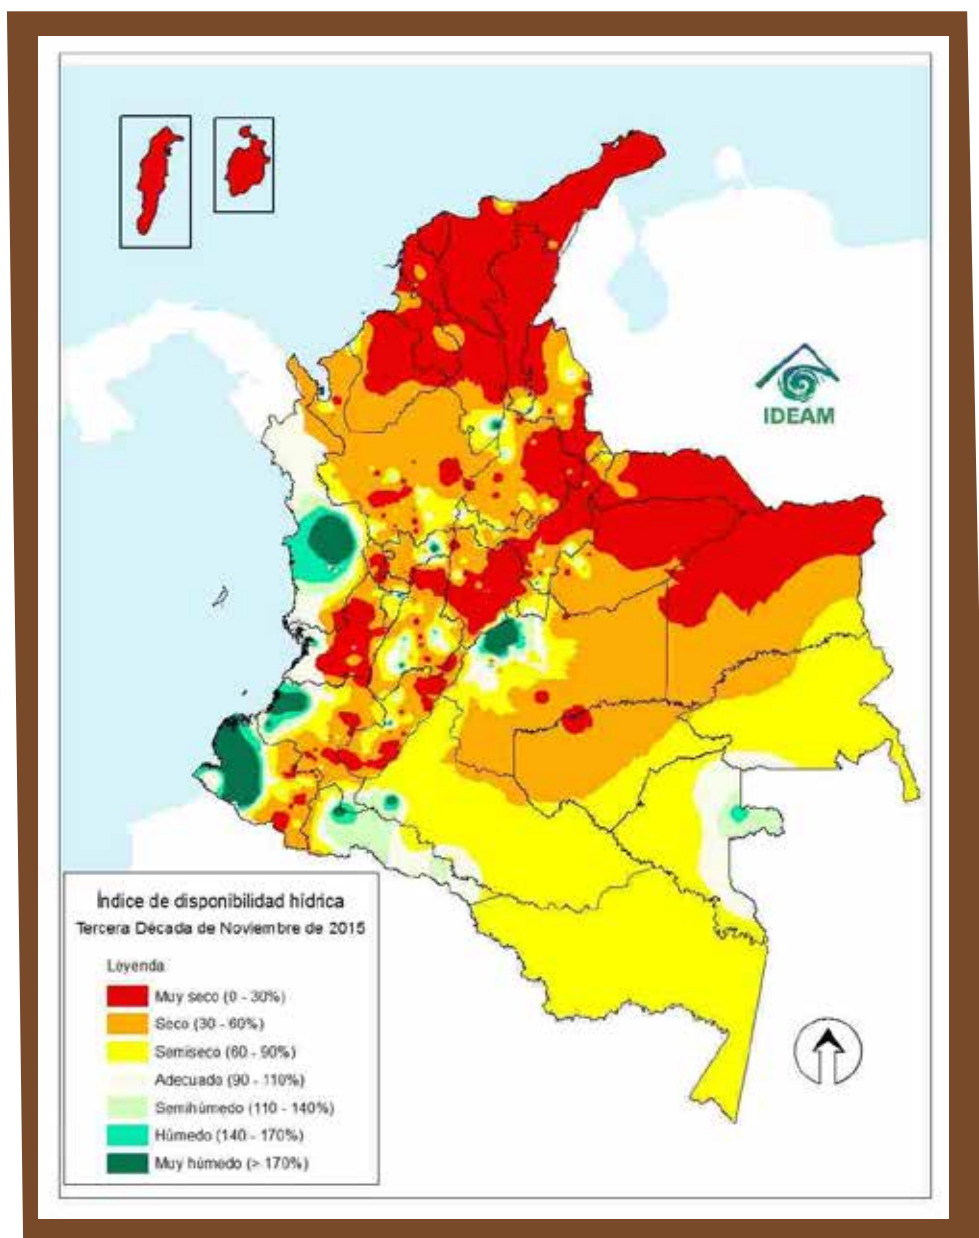 IDEAM
Índice de disponibilidad hídrica
Tercera Década de Noviembre de 2015
Leyenda
Muy seco (0 - 30%)
Seco (30 - 60%)
Semiseco (60 - 90%)
Adecuado (90 - 110%)
Semihúmedo (110 - 140%)
Húmedo (140 - 170%)
Muy húmedo (> 170%)